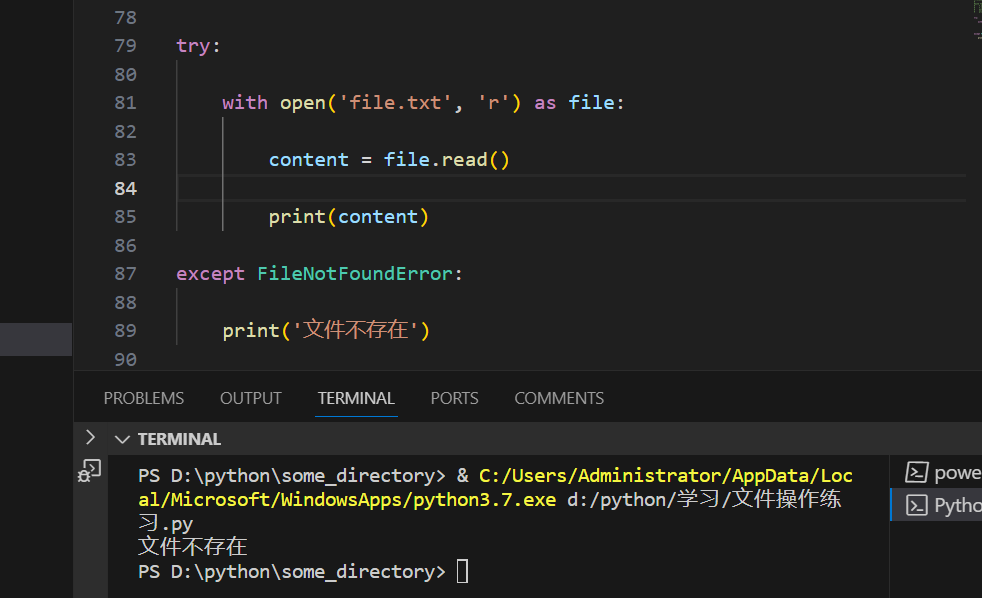 78
79 try:
80
81 with open('file.txt', 'r') as file:
82
83 content = file.read()
84
85 print(content)
86
87 except FileNotFoundError:
88
89 print('文件不存在')
90
PROBLEMS OUTPUT TERMINAL PORTS COMMENTS
TERMINAL
PS D:\python\some_directory> & C:/Users/Administrator/AppData/Loc
al/Microsoft/WindowsApps/python3.7.exe d:/python/学习/文件操作练
习.py
文件不存在
PS D:\python\some_directory>
powe
Pytho